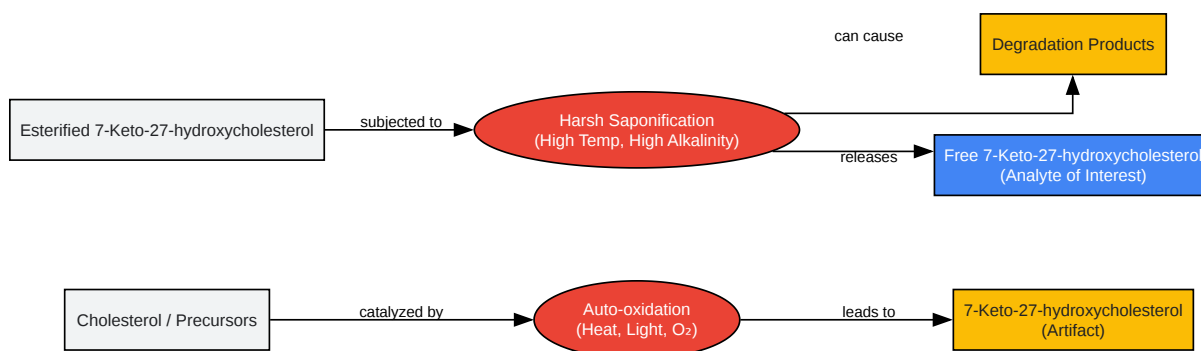 can cause
Degradation Products
Esterified 7-Keto-27-hydroxycholesterol
subjected to
Harsh Saponification
(High Temp, High Alkalinity)
releases
Free 7-Keto-27-hydroxycholesterol
(Analyte of Interest)
Cholesterol / Precursors
catalyzed by
Auto-oxidation
(Heat, Light, O₂)
leads to
7-Keto-27-hydroxycholesterol
(Artifact)